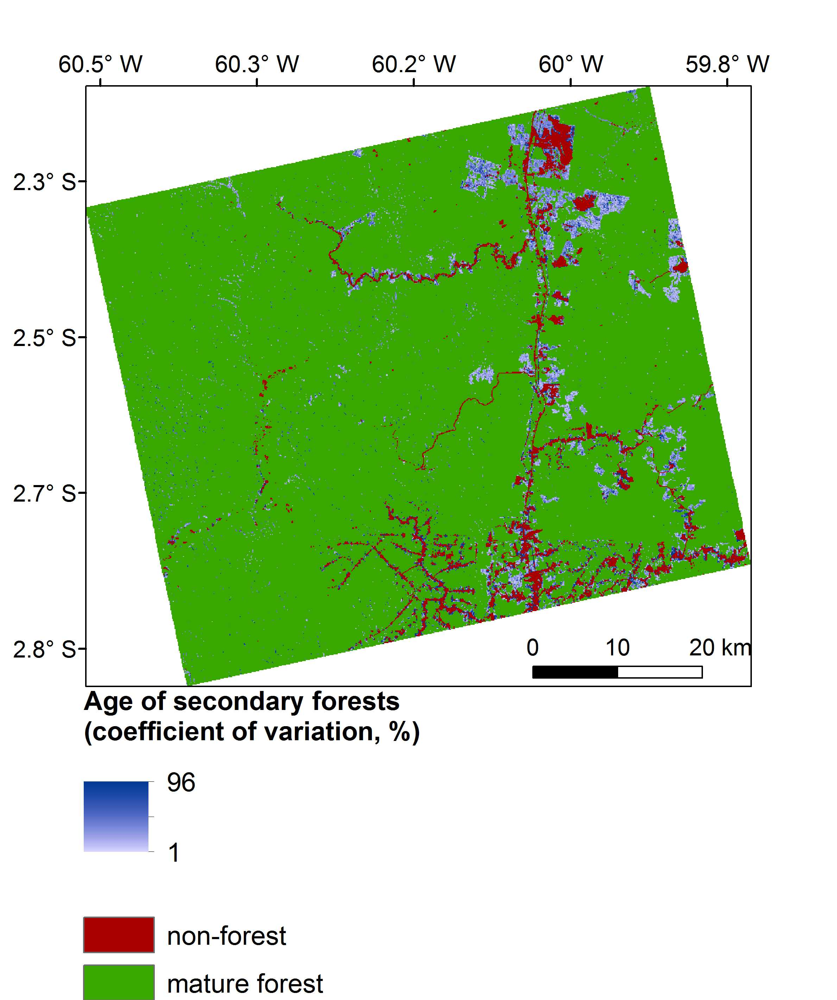 60.5° W 60.3° W 60.2° W 60° W 59.8° W
2.3° S
2.5° S
2.7° S
2.8° S
0 10 20 km
Age of secondary forests
(coefficient of variation, %)
96
1
non-forest
mature forest